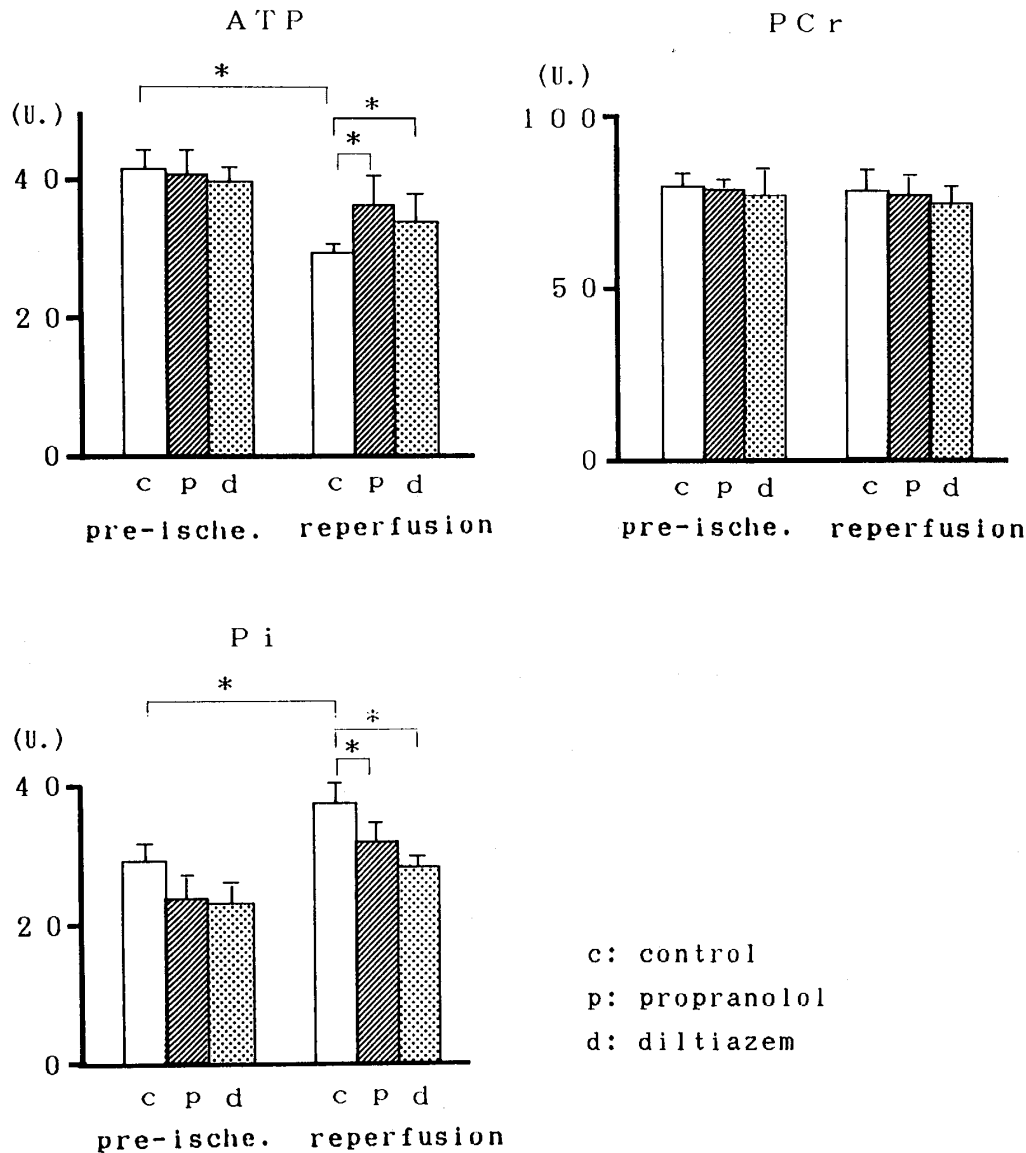 ATP
(U.)
*
*
*
40
20
0
c p d c p d
pre-ische. reperfusion
PCr
(U.)
100
50
0
c p d c p d
pre-ische. reperfusion
Pi
(U.)
*
*
*
40
20
0
c p d c p d
pre-ische. reperfusion
c: control
p: propranolol
d: diltiazem